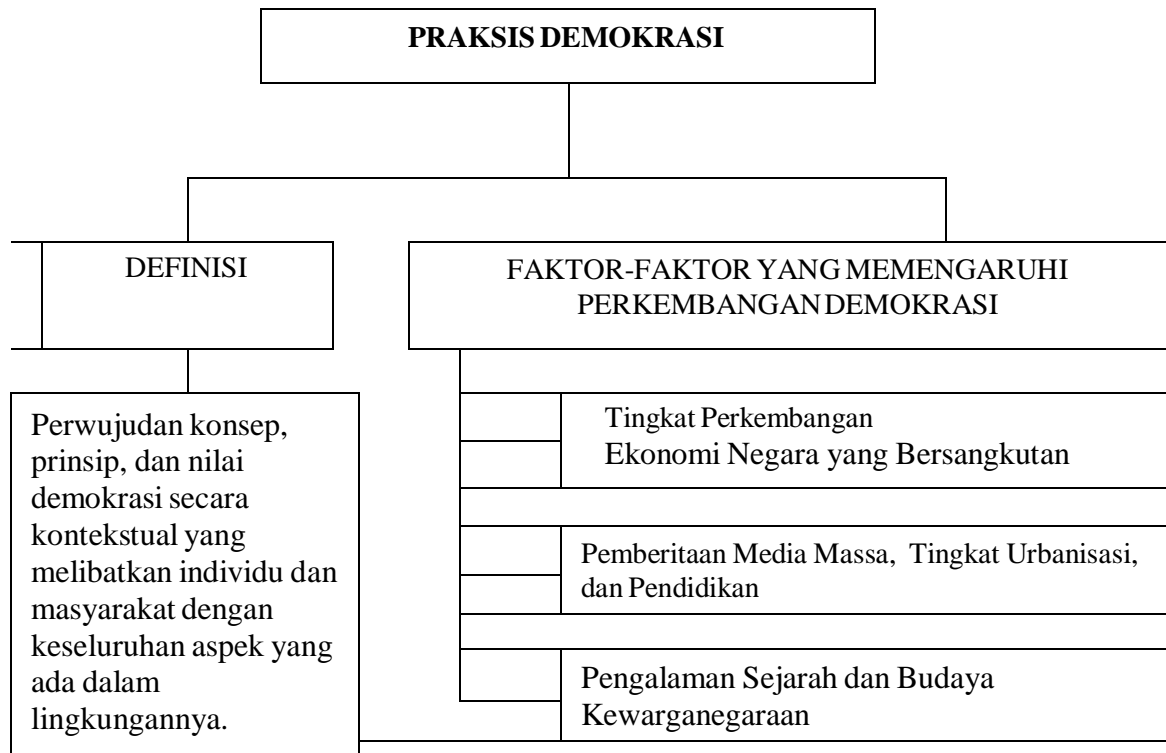 PRAKSIS DEMOKRASI
DEFINISI
FAKTOR-FAKTOR YANG MEMENGARUHI
PERKEMBANGAN DEMOKRASI
Perwujudan konsep,
prinsip, dan nilai
demokrasi secara
kontekstual yang
melibatkan individu dan
masyarakat dengan
keseluruhan aspek yang
ada dalam
lingkungannya.
Tingkat Perkembangan
Ekonomi Negara yang Bersangkutan
Pemberitaan Media Massa, Tingkat Urbanisasi,
dan Pendidikan
Pengalaman Sejarah dan Budaya
Kewarganegaraan